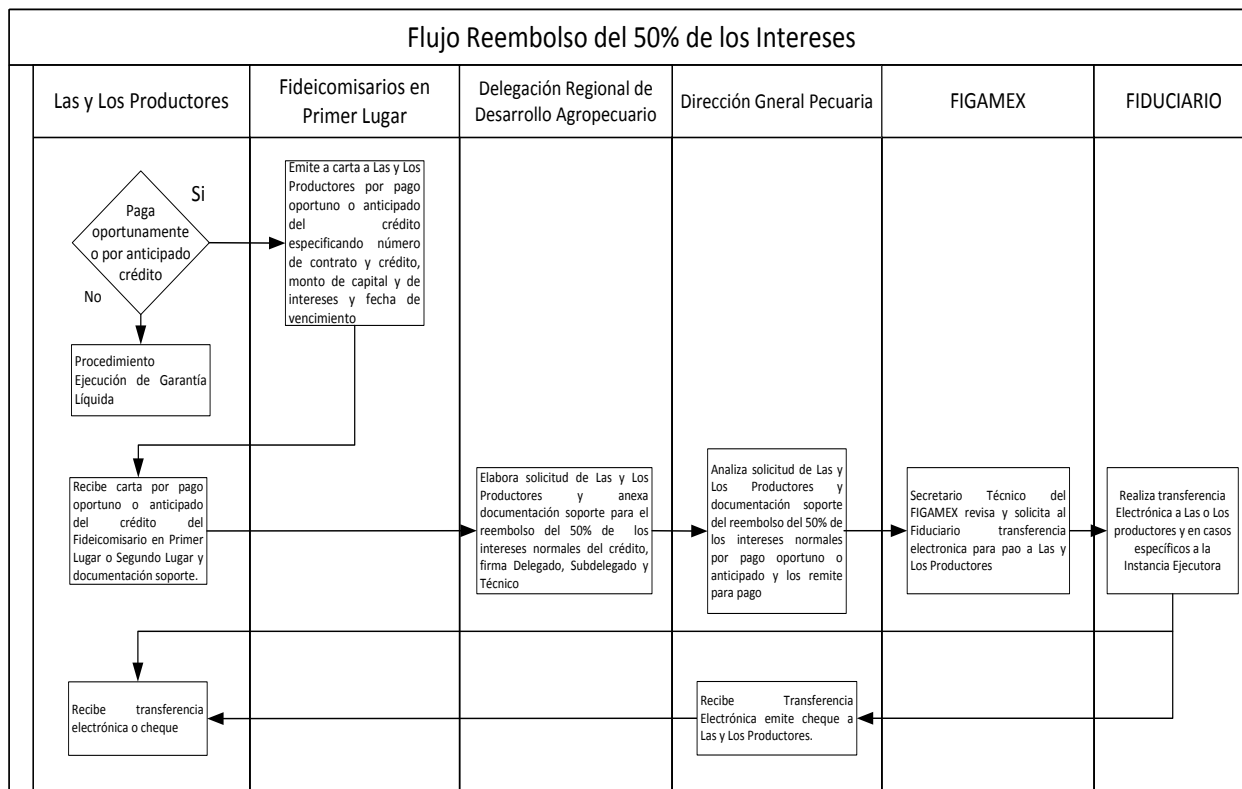 Flujo Reembolso del 50% de los Intereses
Las y Los Productores
Fideicomisarios en
Primer Lugar
Delegación Regional de
Desarrollo Agropecuario
Dirección Gneral Pecuaria
FIGAMEX
FIDUCIARIO
Paga
oportunamente
o por anticipado
crédito
Si
No
Emite a carta a Las y Los
Productores por pago
oportuno o anticipado
del crédito
especificando número
de contrato y crédito,
monto de capital y de
intereses y fecha de
vencimiento
Procedimiento
Ejecución de Garantía
Líquida
Recibe carta por pago
oportuno o anticipado
del crédito del
Fideicomisario en Primer
Lugar o Segundo Lugar y
documentación soporte.
Elabora solicitud de Las y Los
Productores y anexa
documentación soporte para el
reembolso del 50% de los
intereses normales del crédito,
firma Delegado, Subdelegado y
Técnico
Analiza solicitud de Las y
Los Productores y
documentación soporte
del reembolso del 50% de
los intereses normales
por pago oportuno o
anticipado y los remite
para pago
Secretario Técnico del
FIGAMEX revisa y solicita al
Fiduciario transferencia
electronica para pao a Las y
Los Productores
Realiza transferencia
Electrónica a Las o Los
productores y en casos
específicos a la
Instancia Ejecutora
Recibe transferencia
electrónica o cheque
Recibe Transferencia
Electrónica emite cheque a
Las y Los Productores.